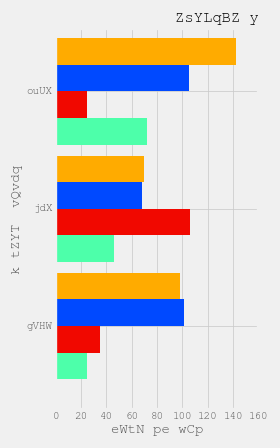 ZsYLqBZ y
ouUX
jdX
gVHW
k tZYT vQvdq
0 20 40 60 80 100 120 140 160
eWtN pe wCp